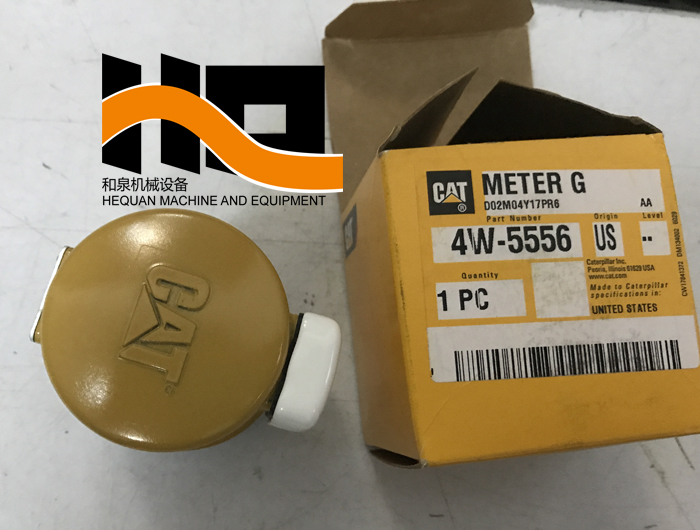 HE
和泉机械设备
HEQUAN MACHINE AND EQUIPMENT
CAT
CAT ®
METER G
D02M04Y17PR6
AA
Part Number
Origin
Level
4W-5556
US
--
Caterpillar Inc.
Peoria, Illinois 61629 USA
www.cat.com
Quantity
1 PC
Made to Caterpillar
specifications in:
UNITED STATES